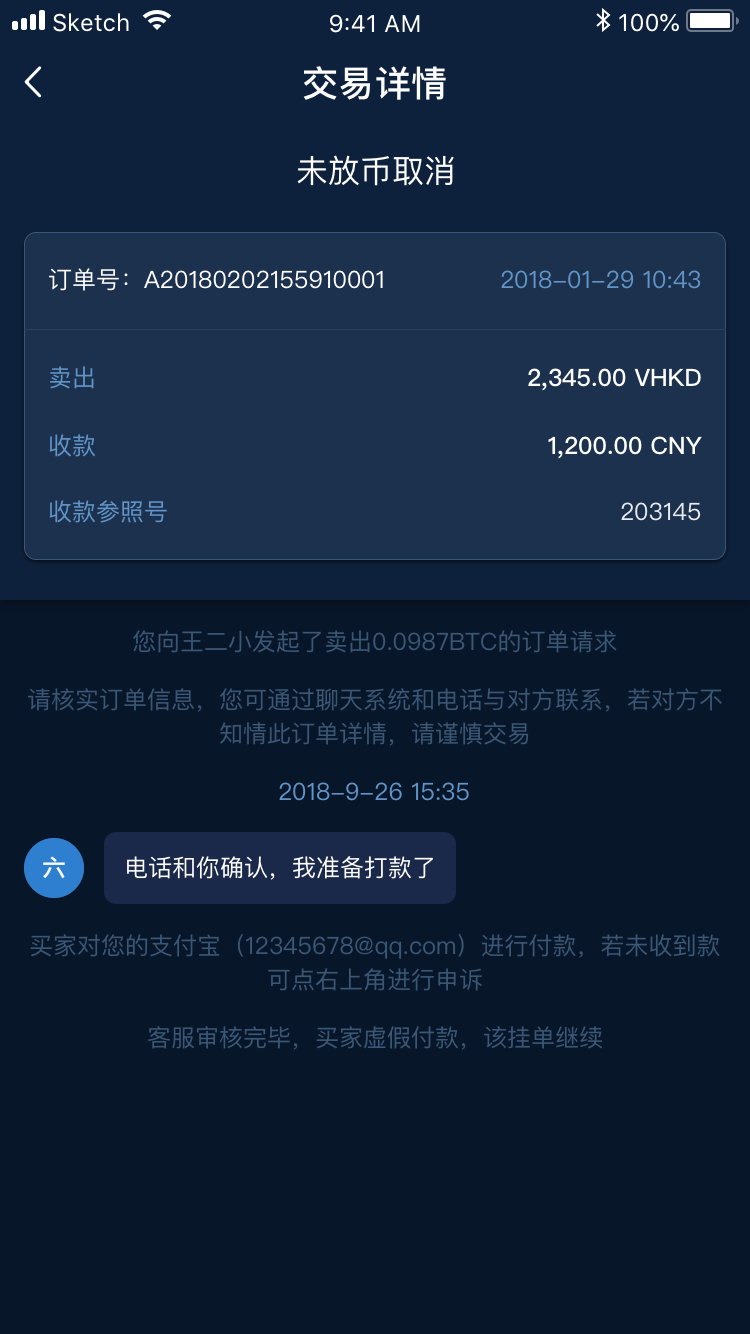 Sketch 9:41 AM 100%
交易详情
未放币取消
订单号：A20180202155910001 2018-01-29 10:43
卖出 2,345.00 VHKD
收款 1,200.00 CNY
收款参照号 203145
您向王二小发起了卖出0.0987BTC的订单请求
请核实订单信息，您可通过聊天系统和电话与对方联系，若对方不
知情此订单详情，请谨慎交易
2018-9-26 15:35
六 电话和你确认，我准备打款了
买家对您的支付宝（12345678@qq.com）进行付款，若未收到款
可点右上角进行申诉
客服审核完毕，买家虚假付款，该挂单继续